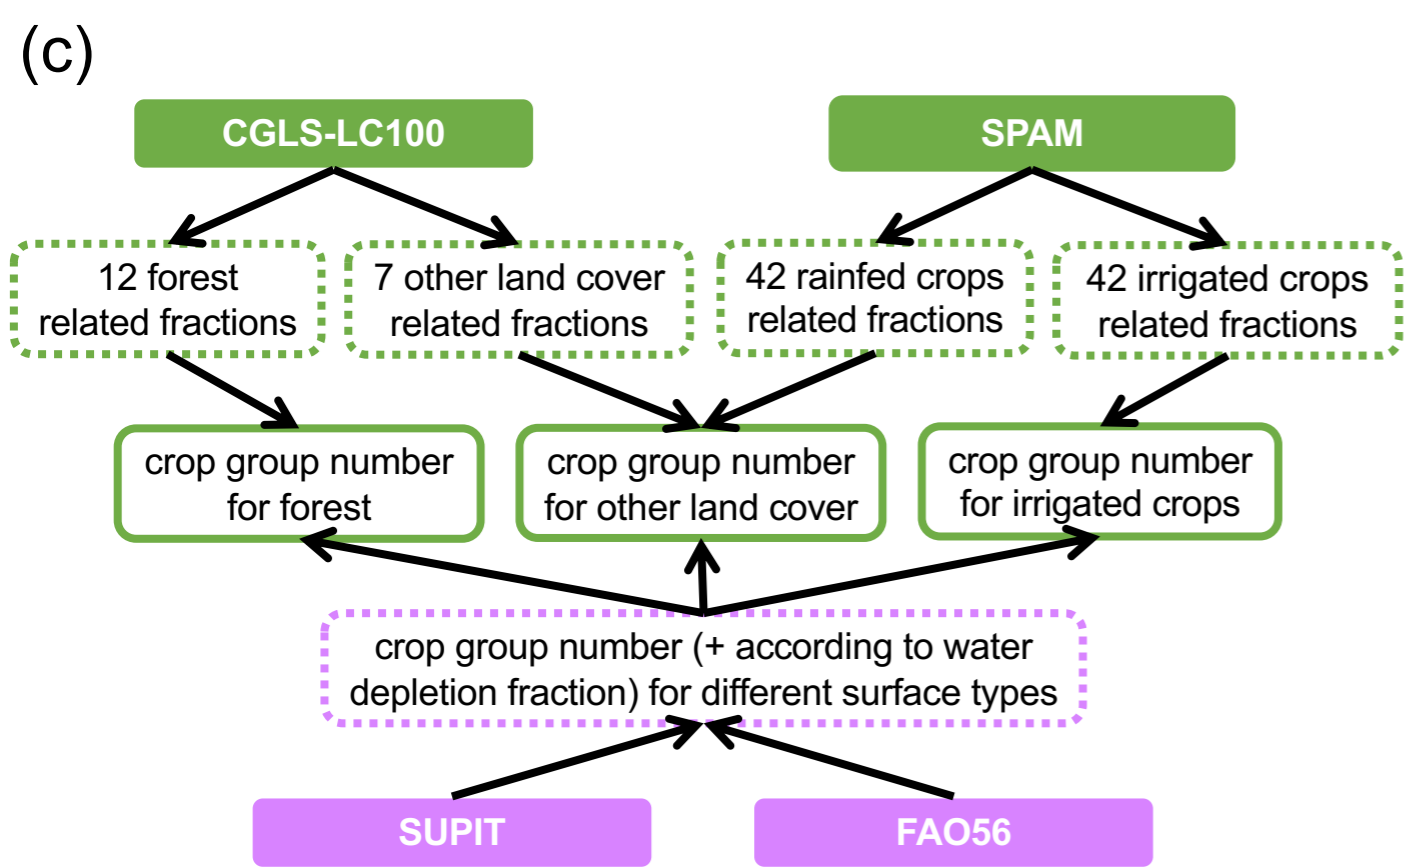 (c)
CGLS-LC100
SPAM
12 forest
related fractions
7 other land cover
related fractions
42 rainfed crops
related fractions
42 irrigated crops
related fractions
crop group number
for forest
crop group number
for other land cover
crop group number
for irrigated crops
crop group number (+ according to water
depletion fraction) for different surface types
SUPIT
FAO56